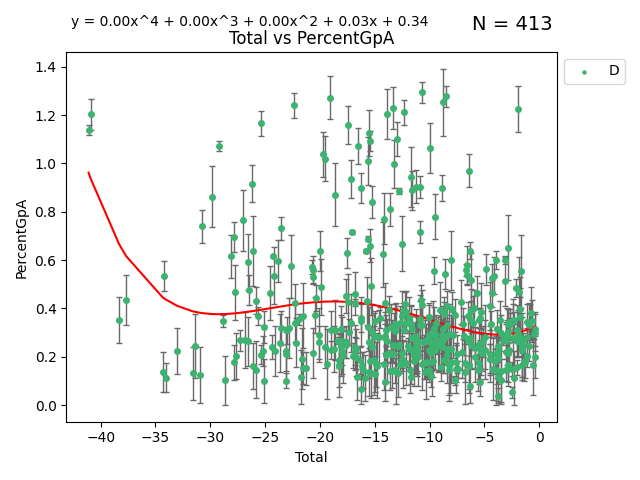 y = 0.00x^4 + 0.00x^3 + 0.00x^2 + 0.03x + 0.34
N = 413
Total vs PercentGpA
D
1.4
1.2
1.0
0.8
0.6
0.4
0.2
0.0
PercentGpA
−40 −35 −30 −25 −20 −15 −10 −5 0
Total